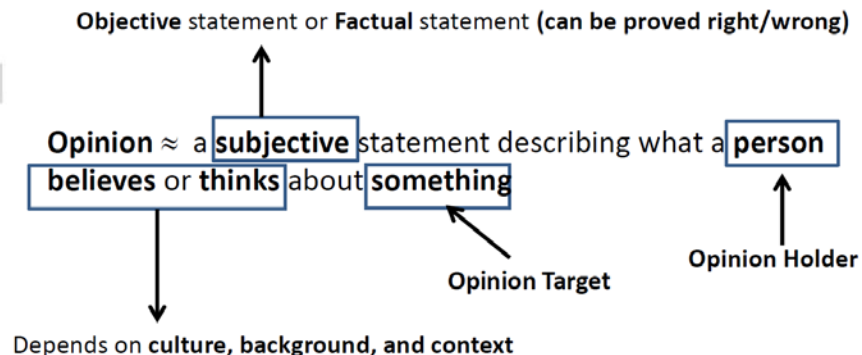 Objective statement or Factual statement (can be proved right/wrong)
Opinion ≈ a subjective statement describing what a person
believes or thinks about something
Opinion Holder
Opinion Target
Depends on culture, background, and context